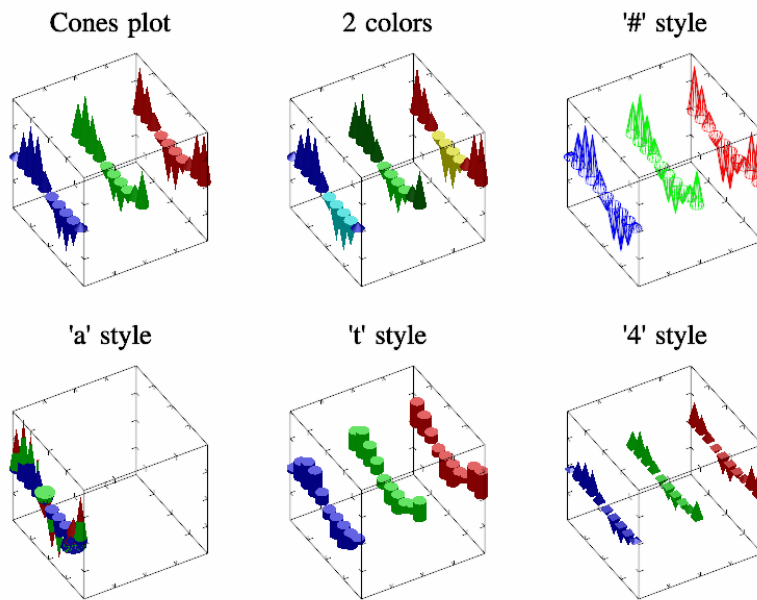 Cones plot
2 colors
'#' style
'a' style
't' style
'4' style